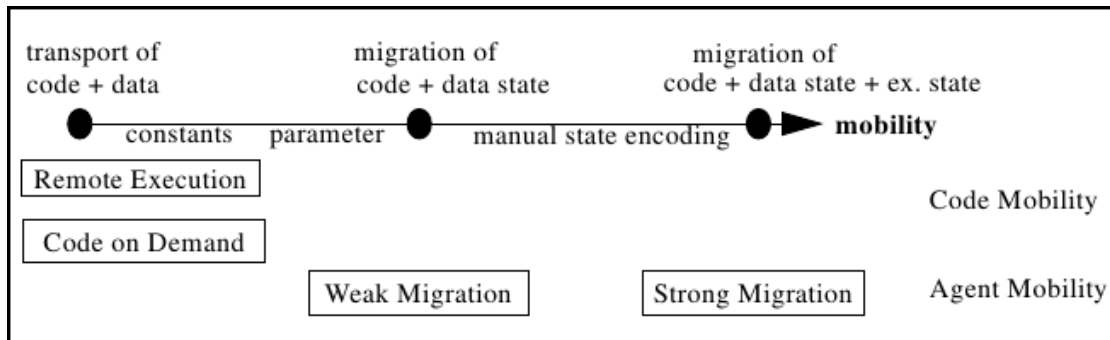 transport of
code + data
migration of
code + data state
migration of
code + data state + ex. state
constants parameter manual state encoding mobility
Remote Execution
Code Mobility
Code on Demand
Weak Migration Strong Migration Agent Mobility